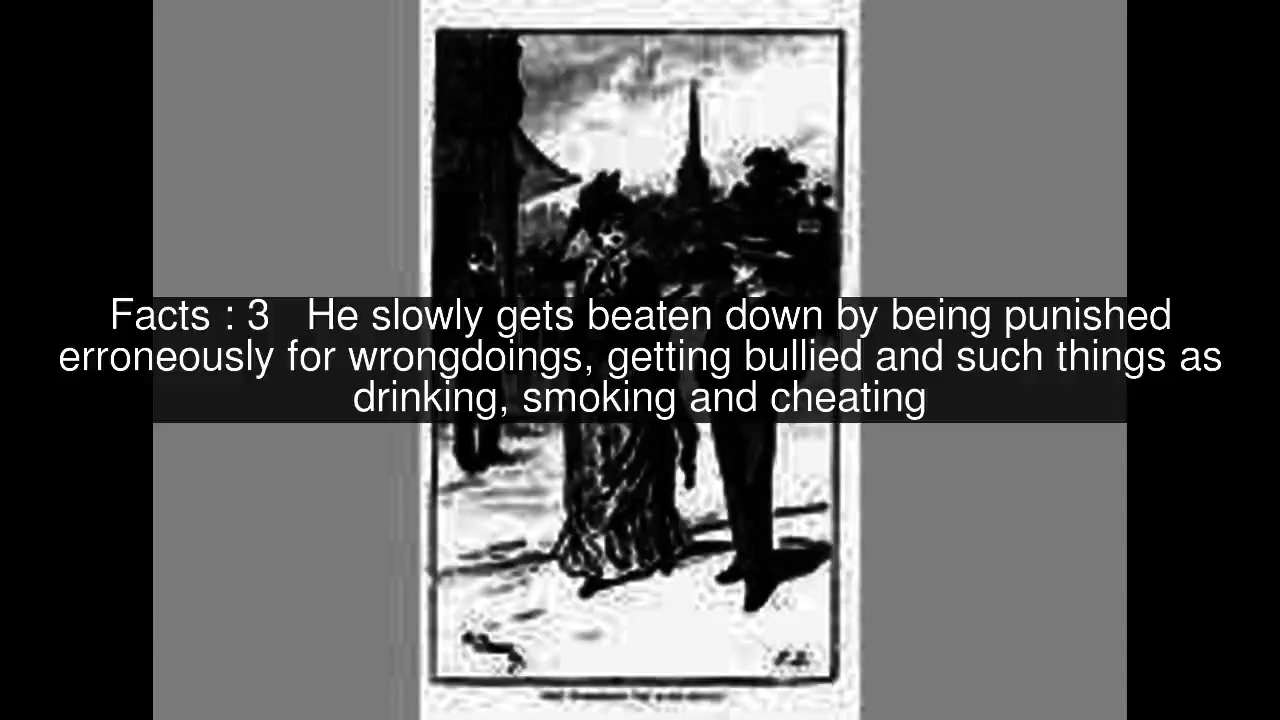 Facts : 3 He slowly gets beaten down by being punished
erroneously for wrongdoings, getting bullied and such things as
drinking, smoking and cheating